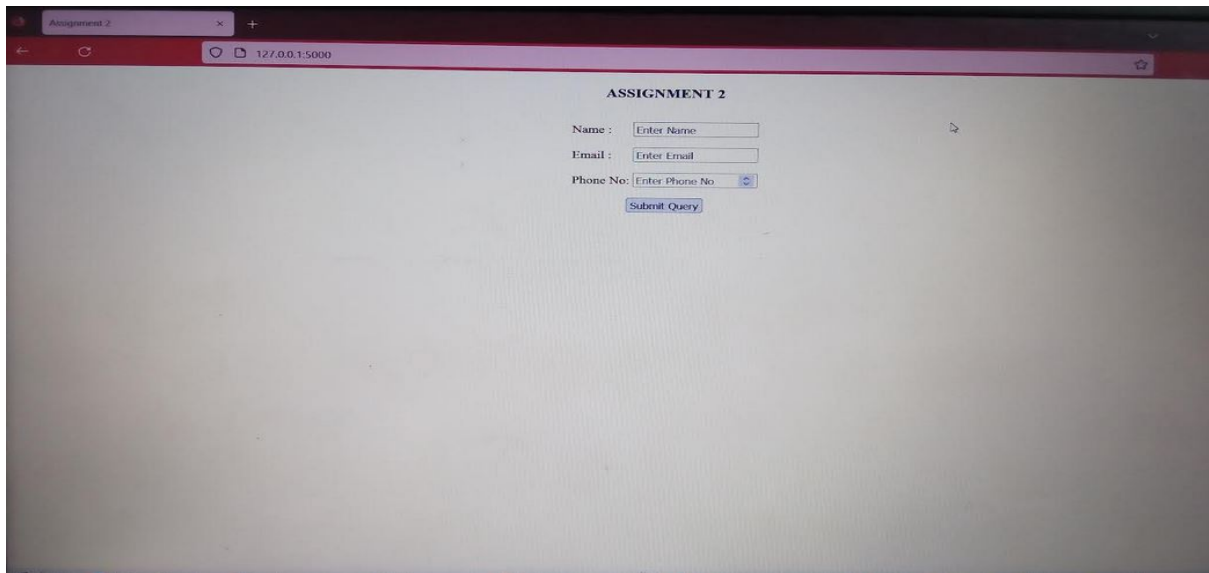 Assignment 2
127.0.0.1:5000
ASSIGNMENT 2
Name : Enter Name
Email : Enter Email
Phone No: Enter Phone No
Submit Query